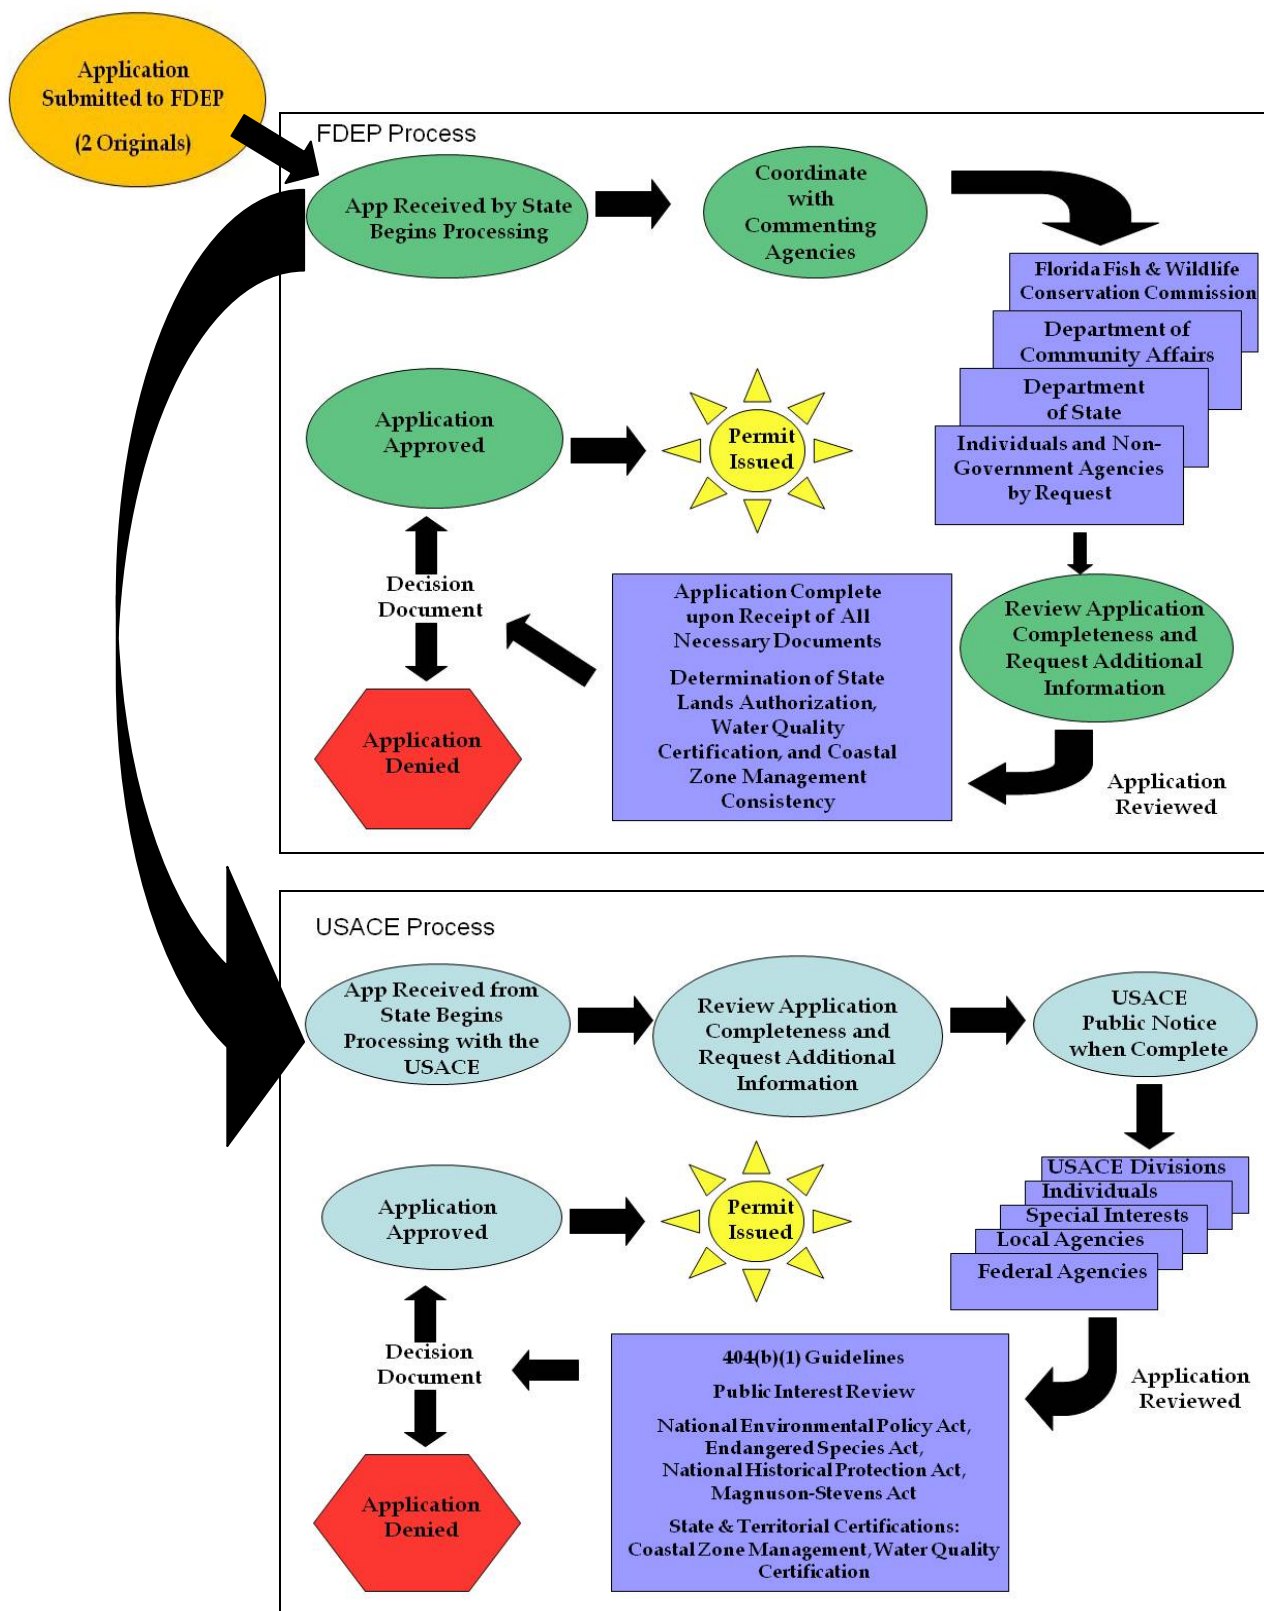 Application
Submitted to FDEP
(2 Originals)
FDEP Process
App Received by State
Begins Processing
Coordinate
with
Commenting
Agencies
Florida Fish & Wildlife
Conservation Commission
Department of
Community Affairs
Department
of State
Individuals and Non-
Government Agencies
by Request
Application
Approved
Permit
Issued
Decision
Document
Application Complete
upon Receipt of All
Necessary Documents
Determination of State
Lands Authorization,
Water Quality
Certification, and Coastal
Zone Management
Consistency
Review Application
Completeness and
Request Additional
Information
Application
Denied
Application
Reviewed
USACE Process
App Received from
State Begins
Processing with the
USACE
Review Application
Completeness and
Request Additional
Information
USACE
Public Notice
when Complete
USACE Divisions
Individuals
Special Interests
Local Agencies
Federal Agencies
Application
Approved
Permit
Issued
Decision
Document
404(b)(1) Guidelines
Public Interest Review
National Environmental Policy Act,
Endangered Species Act,
National Historical Protection Act,
Magnuson-Stevens Act
State & Territorial Certifications:
Coastal Zone Management, Water Quality
Certification
Application
Reviewed
Application
Denied